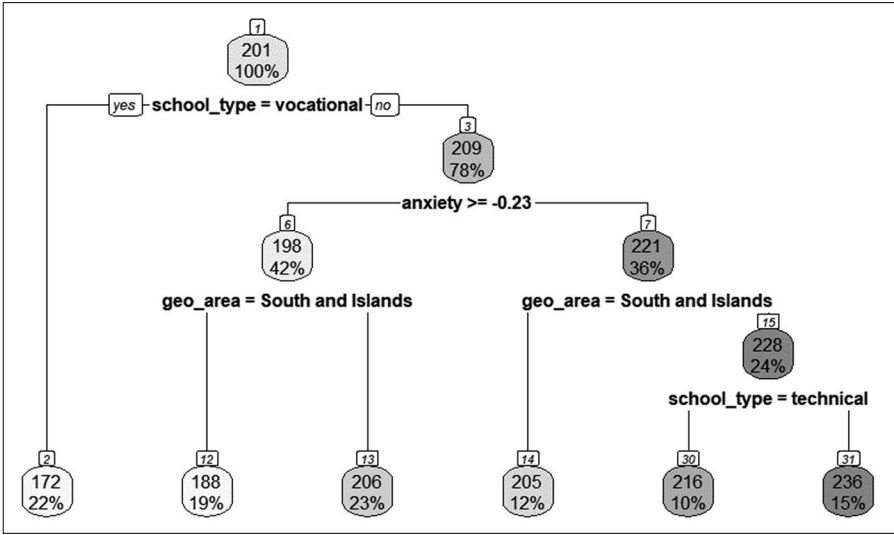 1
201
100%
yes school_type = vocational no
3
209
78%
anxiety >= -0.23
6 7
198 221
42% 36%
geo_area = South and Islands geo_area = South and Islands
15
228
24%
school_type = technical
2 12 13 14 30 31
172 188 206 205 216 236
22% 19% 23% 12% 10% 15%